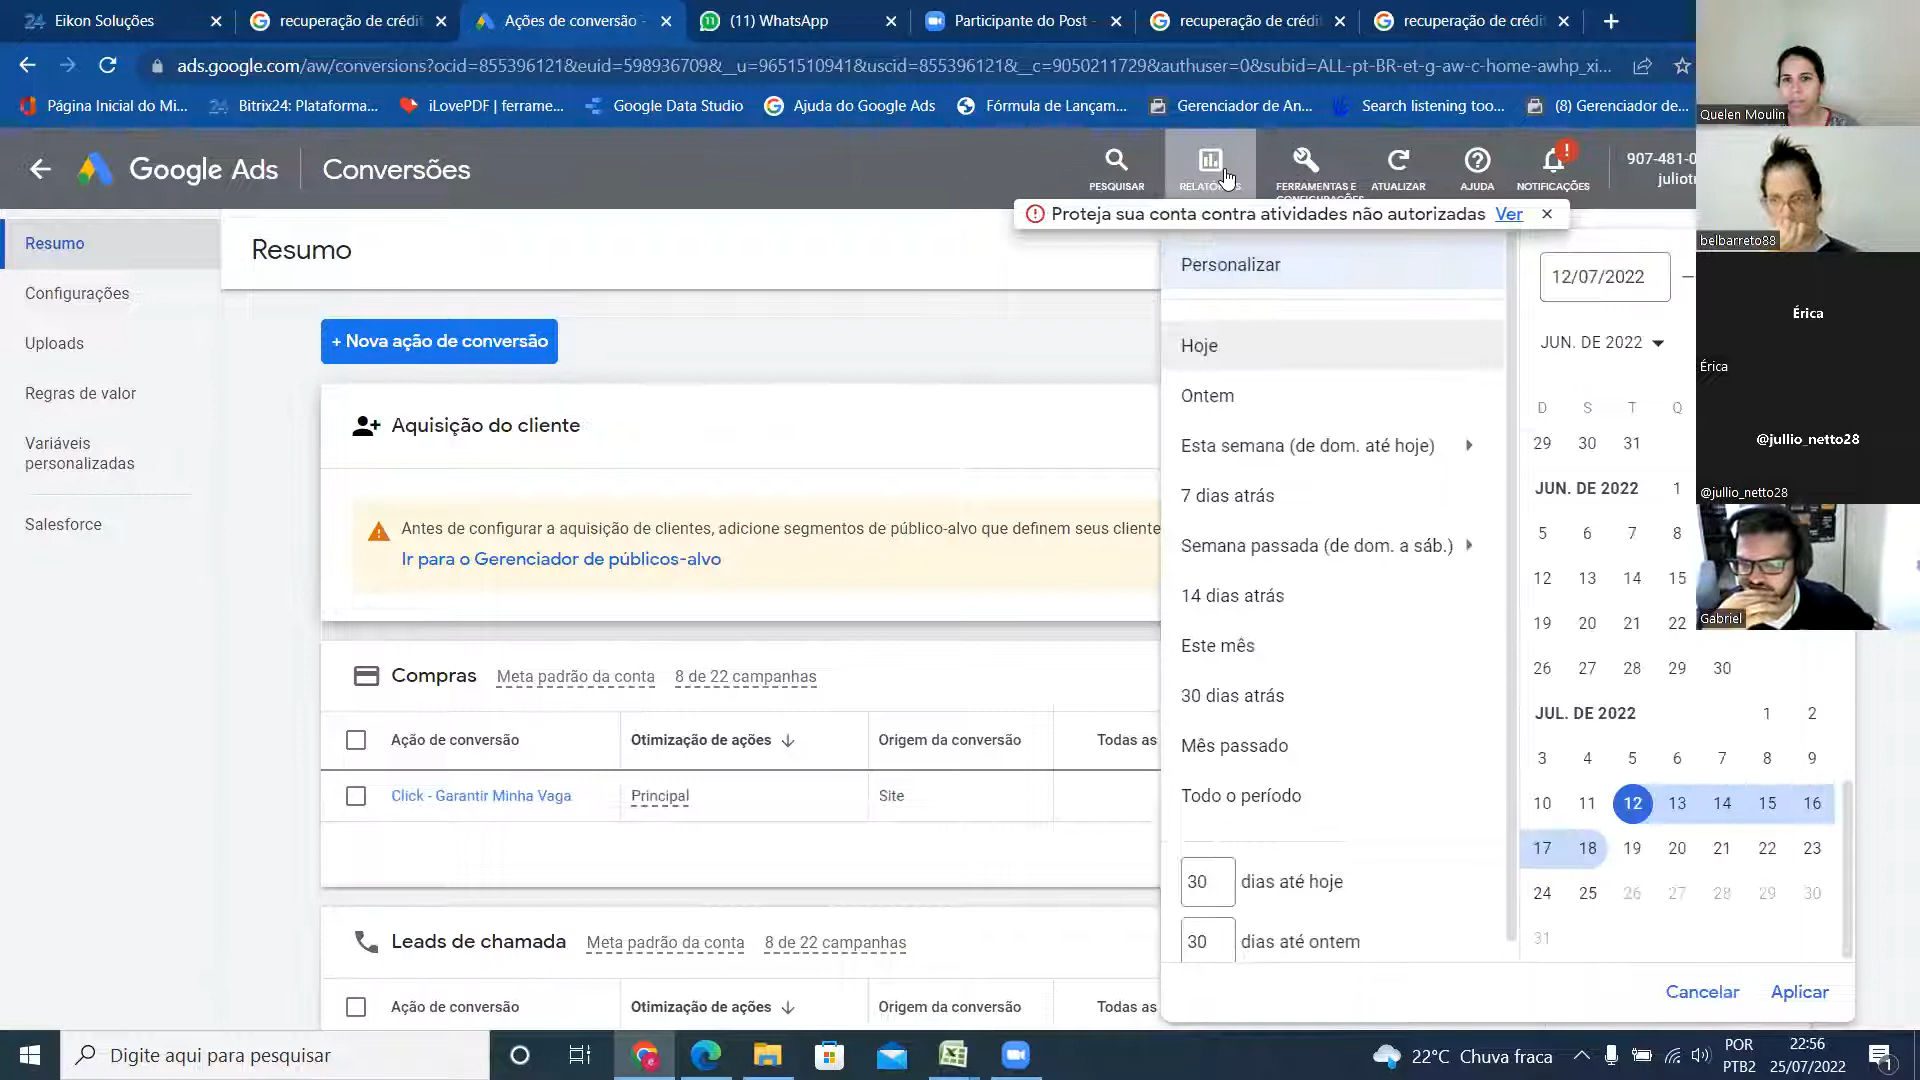 Eikon Soluções
recuperação de crédi
Ações de conversão -
(11) WhatsApp
Participante do Post -
recuperação de crédi
recuperação de crédi
ads.google.com/aw/conversions?ocid=855396121&euid=598936709&__u=9651510941&uscid=855396121&__c=9050211729&authuser=0&subid=ALL-pt-BR-et-g-aw-c-home-awhp_xi...
Página Inicial do Mi...
Bitrix24: Plataforma...
iLovePDF | ferrame...
Google Data Studio
Ajuda do Google Ads
Fórmula de Lançam...
Gerenciador de An...
Search listening too...
(8) Gerenciador de...
Google Ads
Conversões
PESQUISAR
FERRAMENTAS E
ATUALIZAR
AJUDA
NOTIFICAÇÕES
907-481-0
juliotr
Proteja sua conta contra atividades não autorizadas Ver
Resumo
Configurações
Uploads
Regras de valor
Variáveis
personalizadas
Salesforce
Resumo
+ Nova ação de conversão
Aquisição do cliente
Antes de configurar a aquisição de clientes, adicione segmentos de público-alvo que definem seus cliente
Ir para o Gerenciador de públicos-alvo
Compras Meta padrão da conta 8 de 22 campanhas
Ação de conversão Otimização de ações Origem da conversão Todas as
Click - Garantir Minha Vaga Principal Site
Leads de chamada Meta padrão da conta 8 de 22 campanhas
Ação de conversão Otimização de ações Origem da conversão Todas as
Personalizar
Hoje
Ontem
Esta semana (de dom. até hoje)
7 dias atrás
Semana passada (de dom. a sáb.)
14 dias atrás
Este mês
30 dias atrás
Mês passado
Todo o período
30 dias até hoje
30 dias até ontem
12/07/2022 –
JUN. DE 2022
D S T Q
29 30 31
JUN. DE 2022 1
5 6 7 8
12 13 14 15
19 20 21 22
26 27 28 29 30
JUL. DE 2022 1 2
3 4 5 6 7 8 9
10 11 12 13 14 15 16
17 18 19 20 21 22 23
24 25 26 27 28 29 30
31
Cancelar Aplicar
Quelen Moulin
belbarreto88
Érica
Érica
@jullio_netto28
@jullio_netto28
Gabriel
Digite aqui para pesquisar
22°C Chuva fraca
POR
PTB2
22:56
25/07/2022
1